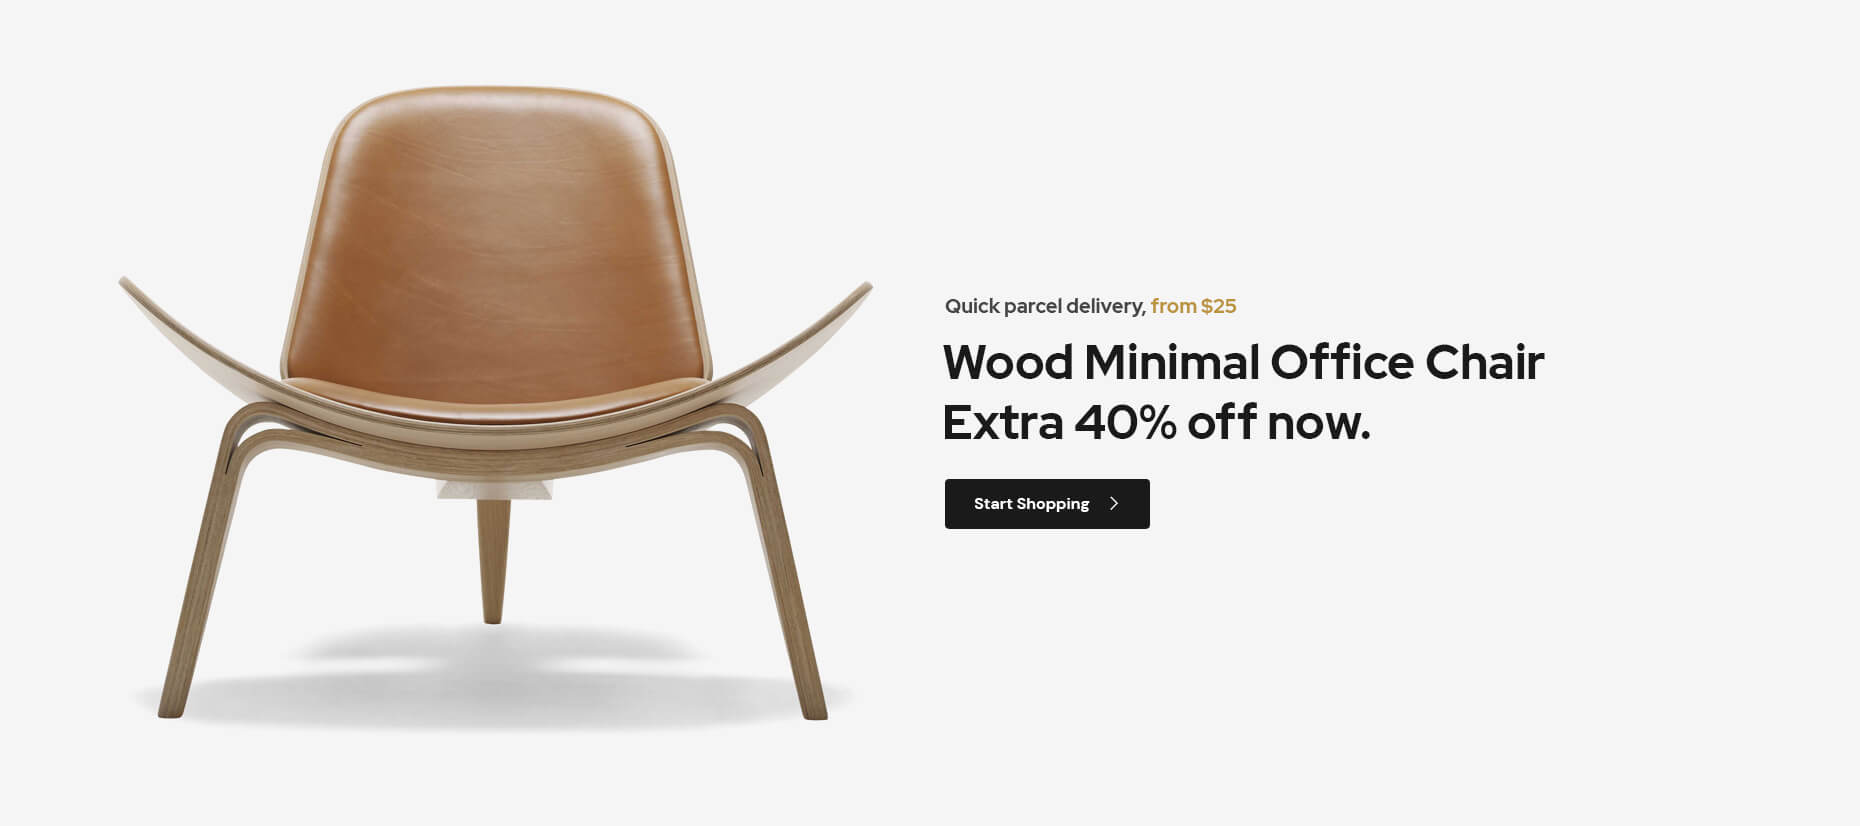 Quick parcel delivery, from $25
Wood Minimal Office Chair
Extra 40% off now.
Start Shopping